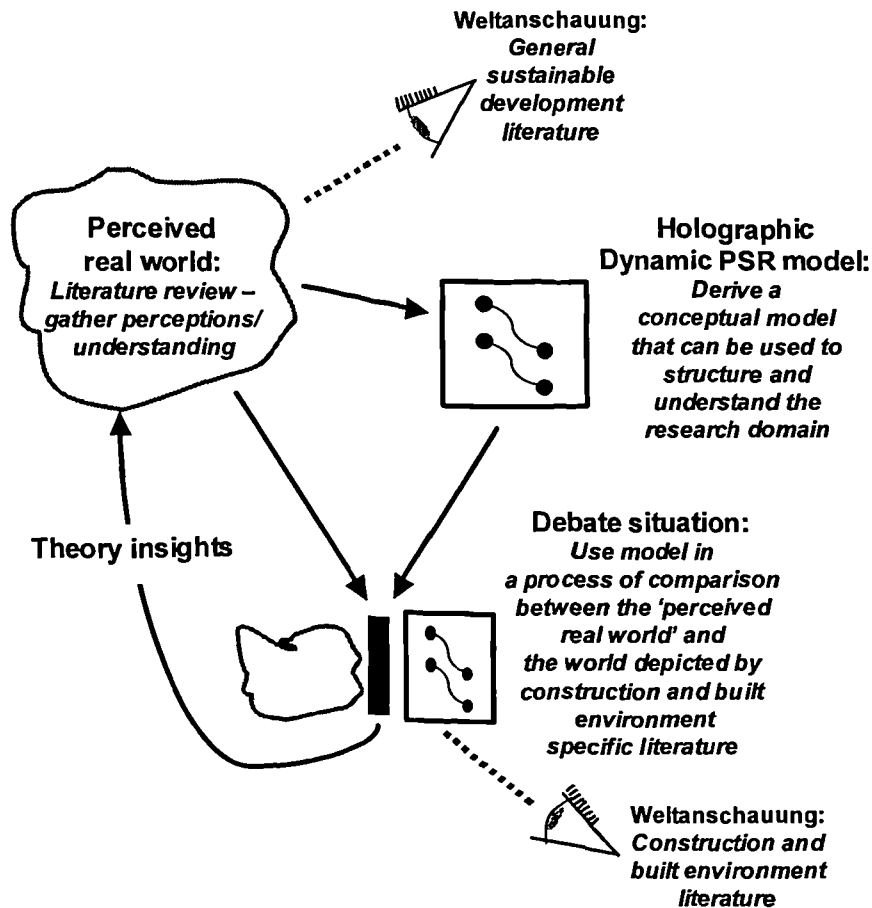 Weltanschauung:
General
sustainable
development
literature
Perceived
real world:
Literature review –
gather perceptions/
understanding
Holographic
Dynamic PSR model:
Derive a
conceptual model
that can be used to
structure and
understand the
research domain
Theory insights
Debate situation:
Use model in
a process of comparison
between the ‘perceived
real world’ and
the world depicted by
construction and built
environment
specific literature
Weltanschauung:
Construction and
built environment
literature